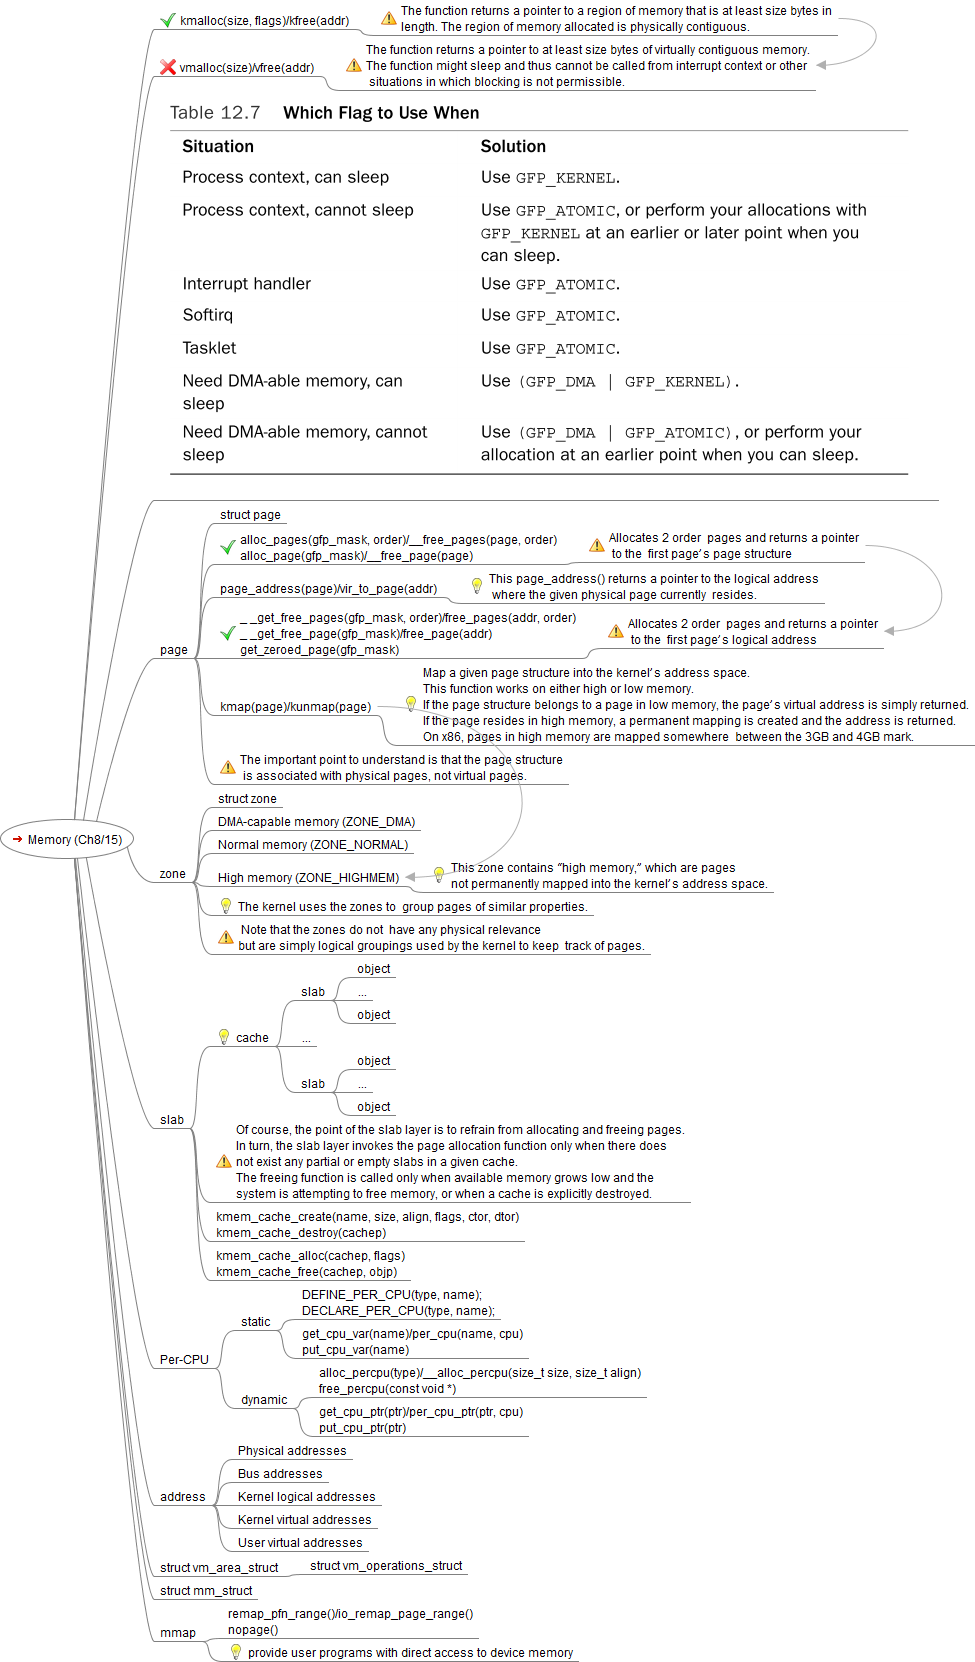 kmalloc(size, flags)/kfree(addr)
The function returns a pointer to a region of memory that is at least size bytes in
length. The region of memory allocated is physically contiguous.
vmalloc(size)/vfree(addr)
The function returns a pointer to at least size bytes of virtually contiguous memory.
The function might sleep and thus cannot be called from interrupt context or other
situations in which blocking is not permissible.
Table 12.7 Which Flag to Use When
Situation Solution
Process context, can sleep Use GFP_KERNEL.
Process context, cannot sleep Use GFP_ATOMIC, or perform your allocations with
GFP_KERNEL at an earlier or later point when you
can sleep.
Interrupt handler Use GFP_ATOMIC.
Softirq Use GFP_ATOMIC.
Tasklet Use GFP_ATOMIC.
Need DMA-able memory, can Use (GFP_DMA | GFP_KERNEL).
sleep
Need DMA-able memory, cannot Use (GFP_DMA | GFP_ATOMIC), or perform your
sleep allocation at an earlier point when you can sleep.
struct page
alloc_pages(gfp_mask, order)/__free_pages(page, order)
alloc_page(gfp_mask)/__free_page(page)
Allocates 2 order pages and returns a pointer
to the first page's page structure
page_address(page)/vir_to_page(addr)
This page_address() returns a pointer to the logical address
where the given physical page currently resides.
_ _get_free_pages(gfp_mask, order)/free_pages(addr, order)
_ _get_free_page(gfp_mask)/free_page(addr)
get_zeroed_page(gfp_mask)
Allocates 2 order pages and returns a pointer
to the first page's logical address
page
kmap(page)/kunmap(page)
Map a given page structure into the kernel's address space.
This function works on either high or low memory.
If the page structure belongs to a page in low memory, the page's virtual address is simply returned.
If the page resides in high memory, a permanent mapping is created and the address is returned.
On x86, pages in high memory are mapped somewhere between the 3GB and 4GB mark.
The important point to understand is that the page structure
is associated with physical pages, not virtual pages.
Memory (Ch8/15)
zone
struct zone
DMA-capable memory (ZONE_DMA)
Normal memory (ZONE_NORMAL)
High memory (ZONE_HIGHMEM)
This zone contains "high memory," which are pages
not permanently mapped into the kernel's address space.
The kernel uses the zones to group pages of similar properties.
Note that the zones do not have any physical relevance
but are simply logical groupings used by the kernel to keep track of pages.
slab
cache
slab
object
...
object
...
slab
object
...
object
Of course, the point of the slab layer is to refrain from allocating and freeing pages.
In turn, the slab layer invokes the page allocation function only when there does
not exist any partial or empty slabs in a given cache.
The freeing function is called only when available memory grows low and the
system is attempting to free memory, or when a cache is explicitly destroyed.
kmem_cache_create(name, size, align, flags, ctor, dtor)
kmem_cache_destroy(cachep)
kmem_cache_alloc(cachep, flags)
kmem_cache_free(cachep, objp)
Per-CPU
static
DEFINE_PER_CPU(type, name);
DECLARE_PER_CPU(type, name);
get_cpu_var(name)/per_cpu(name, cpu)
put_cpu_var(name)
dynamic
alloc_percpu(type)/__alloc_percpu(size_t size, size_t align)
free_percpu(const void *)
get_cpu_ptr(ptr)/per_cpu_ptr(ptr, cpu)
put_cpu_ptr(ptr)
address
Physical addresses
Bus addresses
Kernel logical addresses
Kernel virtual addresses
User virtual addresses
struct vm_area_struct
struct vm_operations_struct
struct mm_struct
mmap
remap_pfn_range()/io_remap_page_range()
nopage()
provide user programs with direct access to device memory